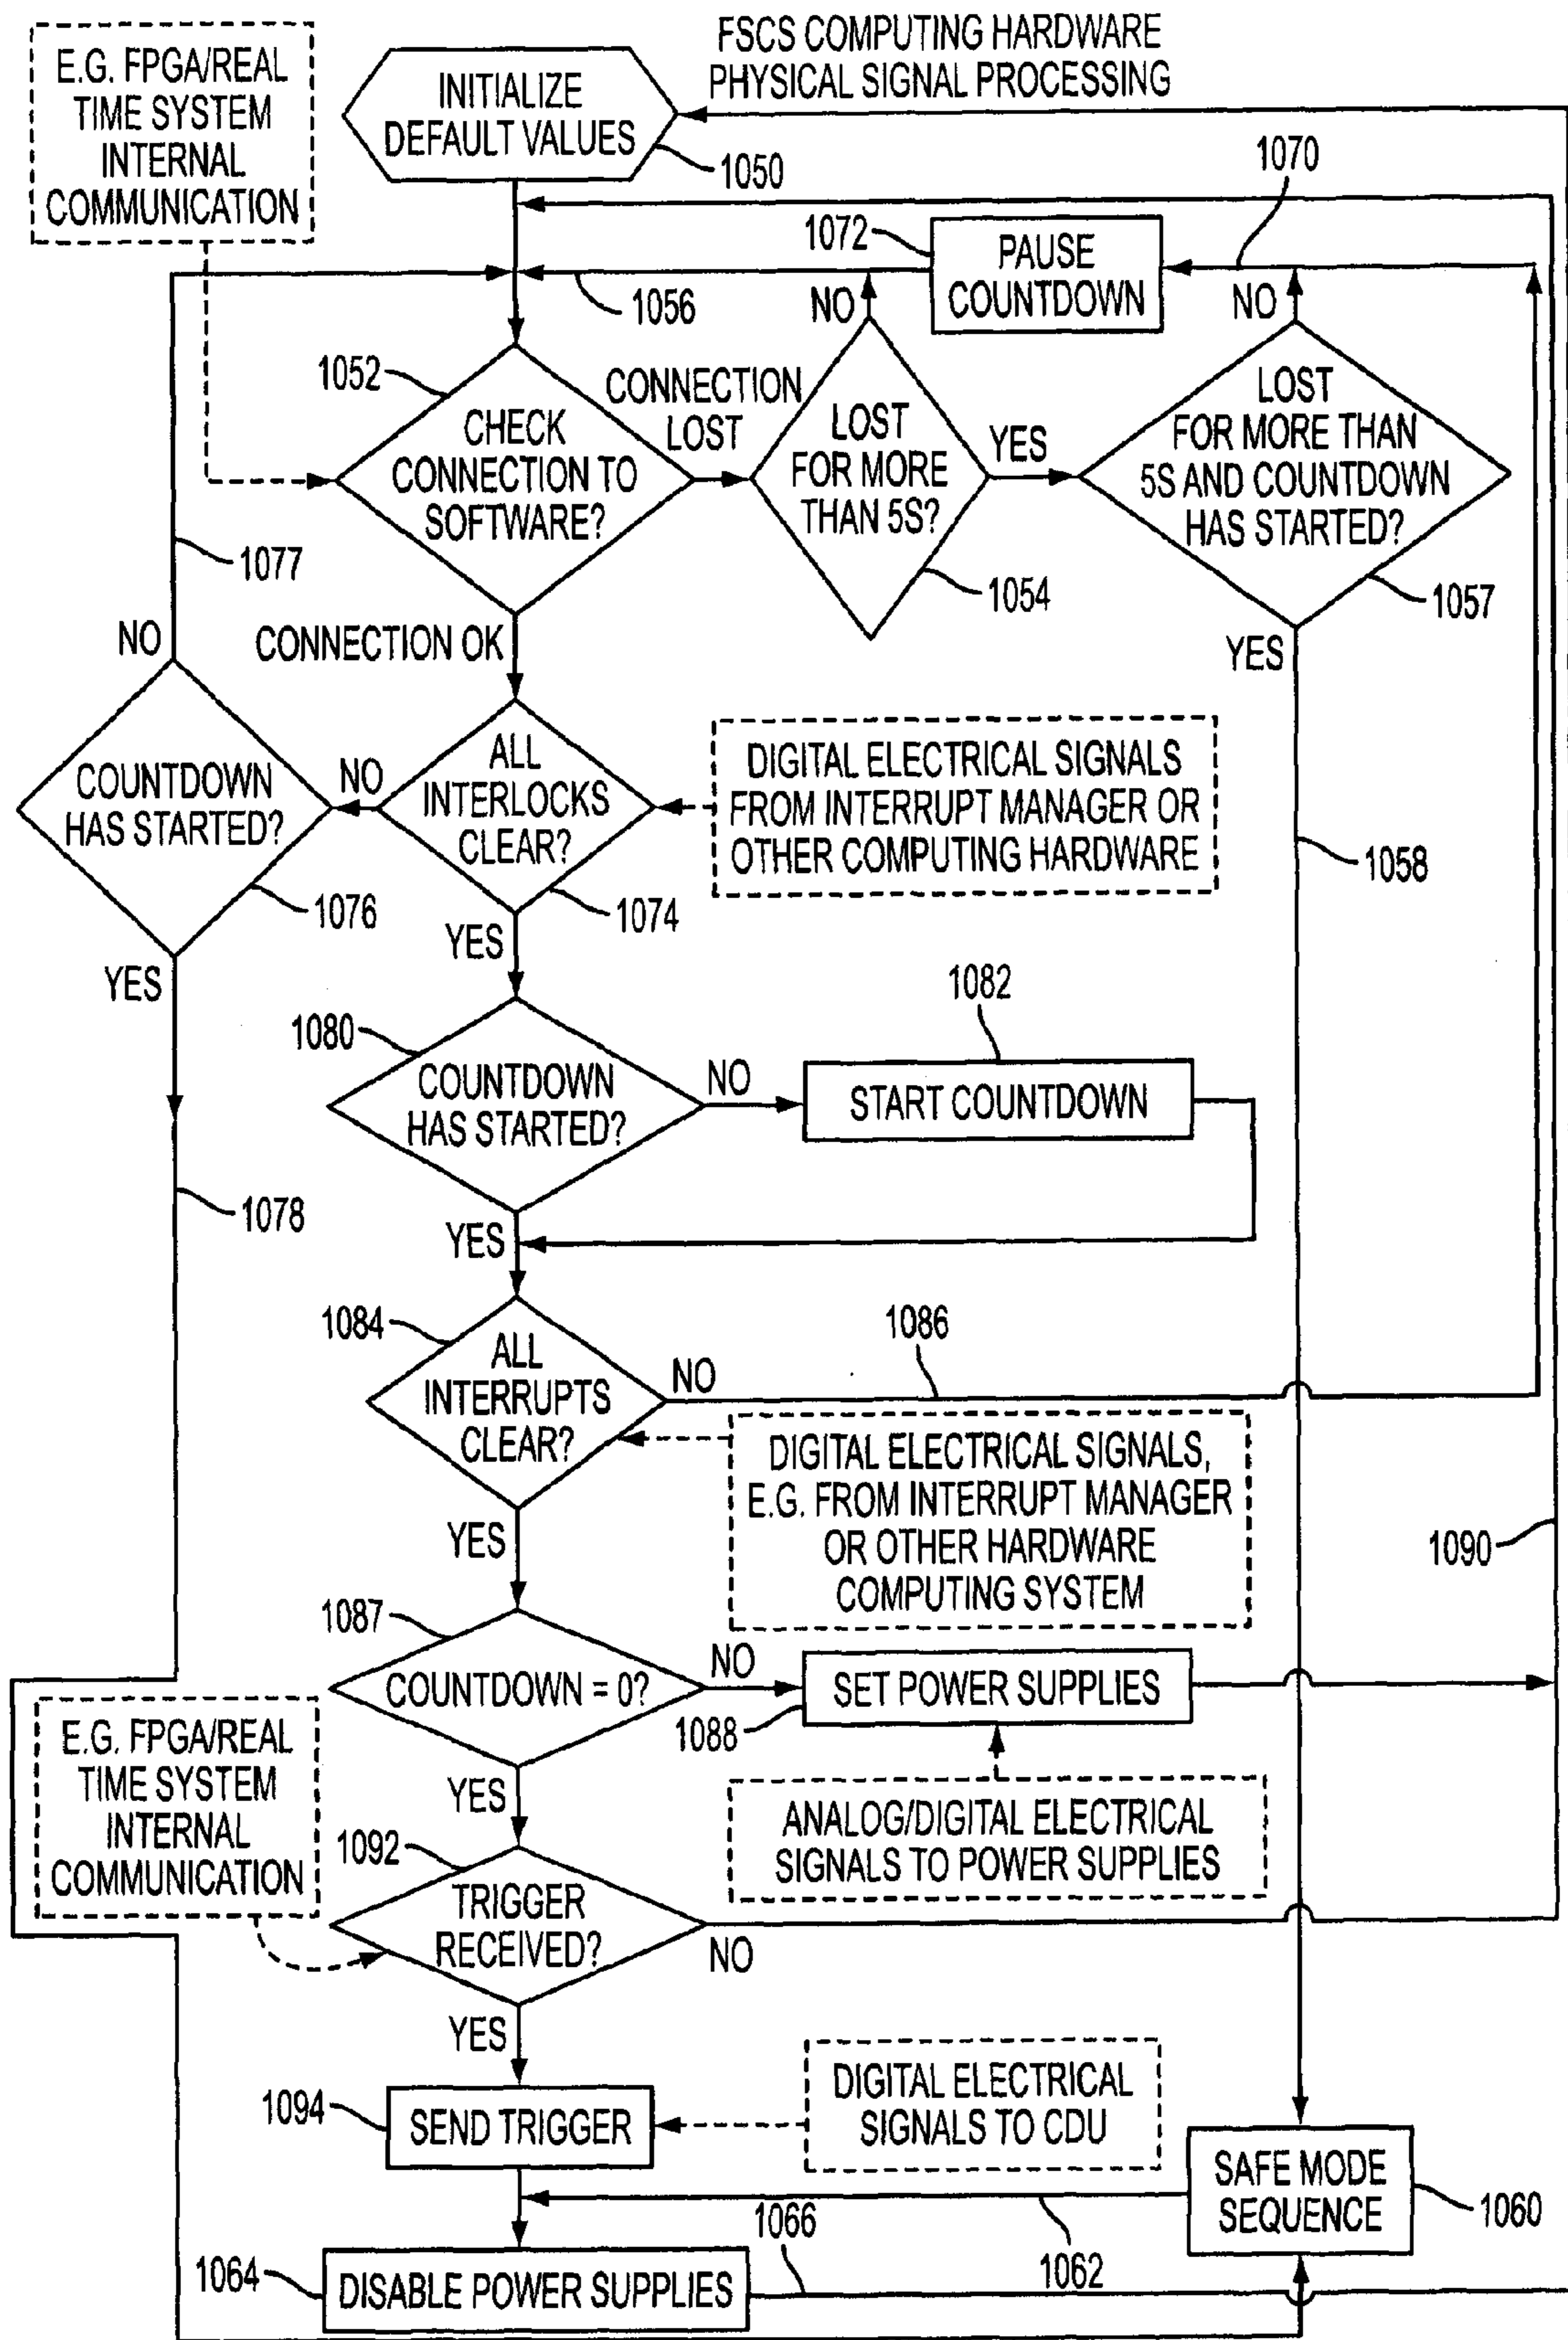 FSCS COMPUTING HARDWARE
PHYSICAL SIGNAL PROCESSING
E.G. FPGA/REAL
TIME SYSTEM
INTERNAL
COMMUNICATION
INITIALIZE
DEFAULT VALUES
1050
1070
1072
PAUSE
COUNTDOWN
1056
NO
NO
1052
CHECK
CONNECTION TO
SOFTWARE?
CONNECTION
LOST
LOST
FOR MORE
THAN 5S?
YES
1054
LOST
FOR MORE THAN
5S AND COUNTDOWN
HAS STARTED?
1057
1077
NO
CONNECTION OK
YES
COUNTDOWN
HAS STARTED?
1076
NO
ALL
INTERLOCKS
CLEAR?
1074
DIGITAL ELECTRICAL SIGNALS
FROM INTERRUPT MANAGER OR
OTHER COMPUTING HARDWARE
1058
YES
YES
1080
COUNTDOWN
HAS STARTED?
NO
1082
START COUNTDOWN
1078
YES
1084
ALL
INTERRUPTS
CLEAR?
NO
1086
DIGITAL ELECTRICAL SIGNALS,
E.G. FROM INTERRUPT MANAGER
OR OTHER HARDWARE
COMPUTING SYSTEM
YES
1090
1087
COUNTDOWN = 0?
NO
SET POWER SUPPLIES
1088
E.G. FPGA/REAL
TIME SYSTEM
INTERNAL
COMMUNICATION
YES
ANALOG/DIGITAL ELECTRICAL
SIGNALS TO POWER SUPPLIES
1092
TRIGGER
RECEIVED?
NO
YES
1094
SEND TRIGGER
DIGITAL ELECTRICAL
SIGNALS TO CDU
SAFE MODE
SEQUENCE
1060
1066
1062
1064
DISABLE POWER SUPPLIES